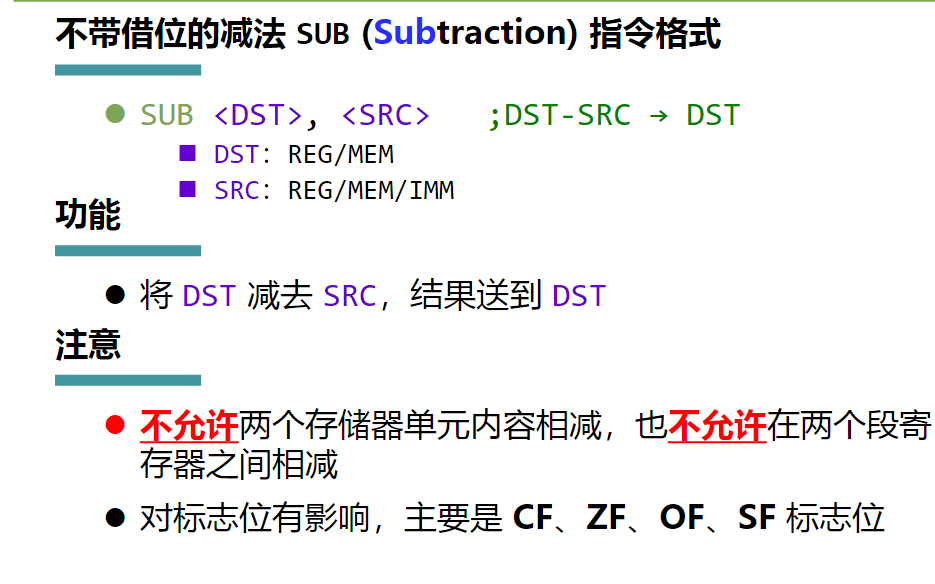 不带借位的减法 SUB (Subtraction) 指令格式
SUB <DST>, <SRC> ;DST-SRC → DST
DST：REG/MEM
SRC：REG/MEM/IMM
功能
将 DST 减去 SRC，结果送到 DST
注意
不允许两个存储器单元内容相减，也不允许在两个段寄
存器之间相减
对标志位有影响，主要是 CF、ZF、OF、SF 标志位